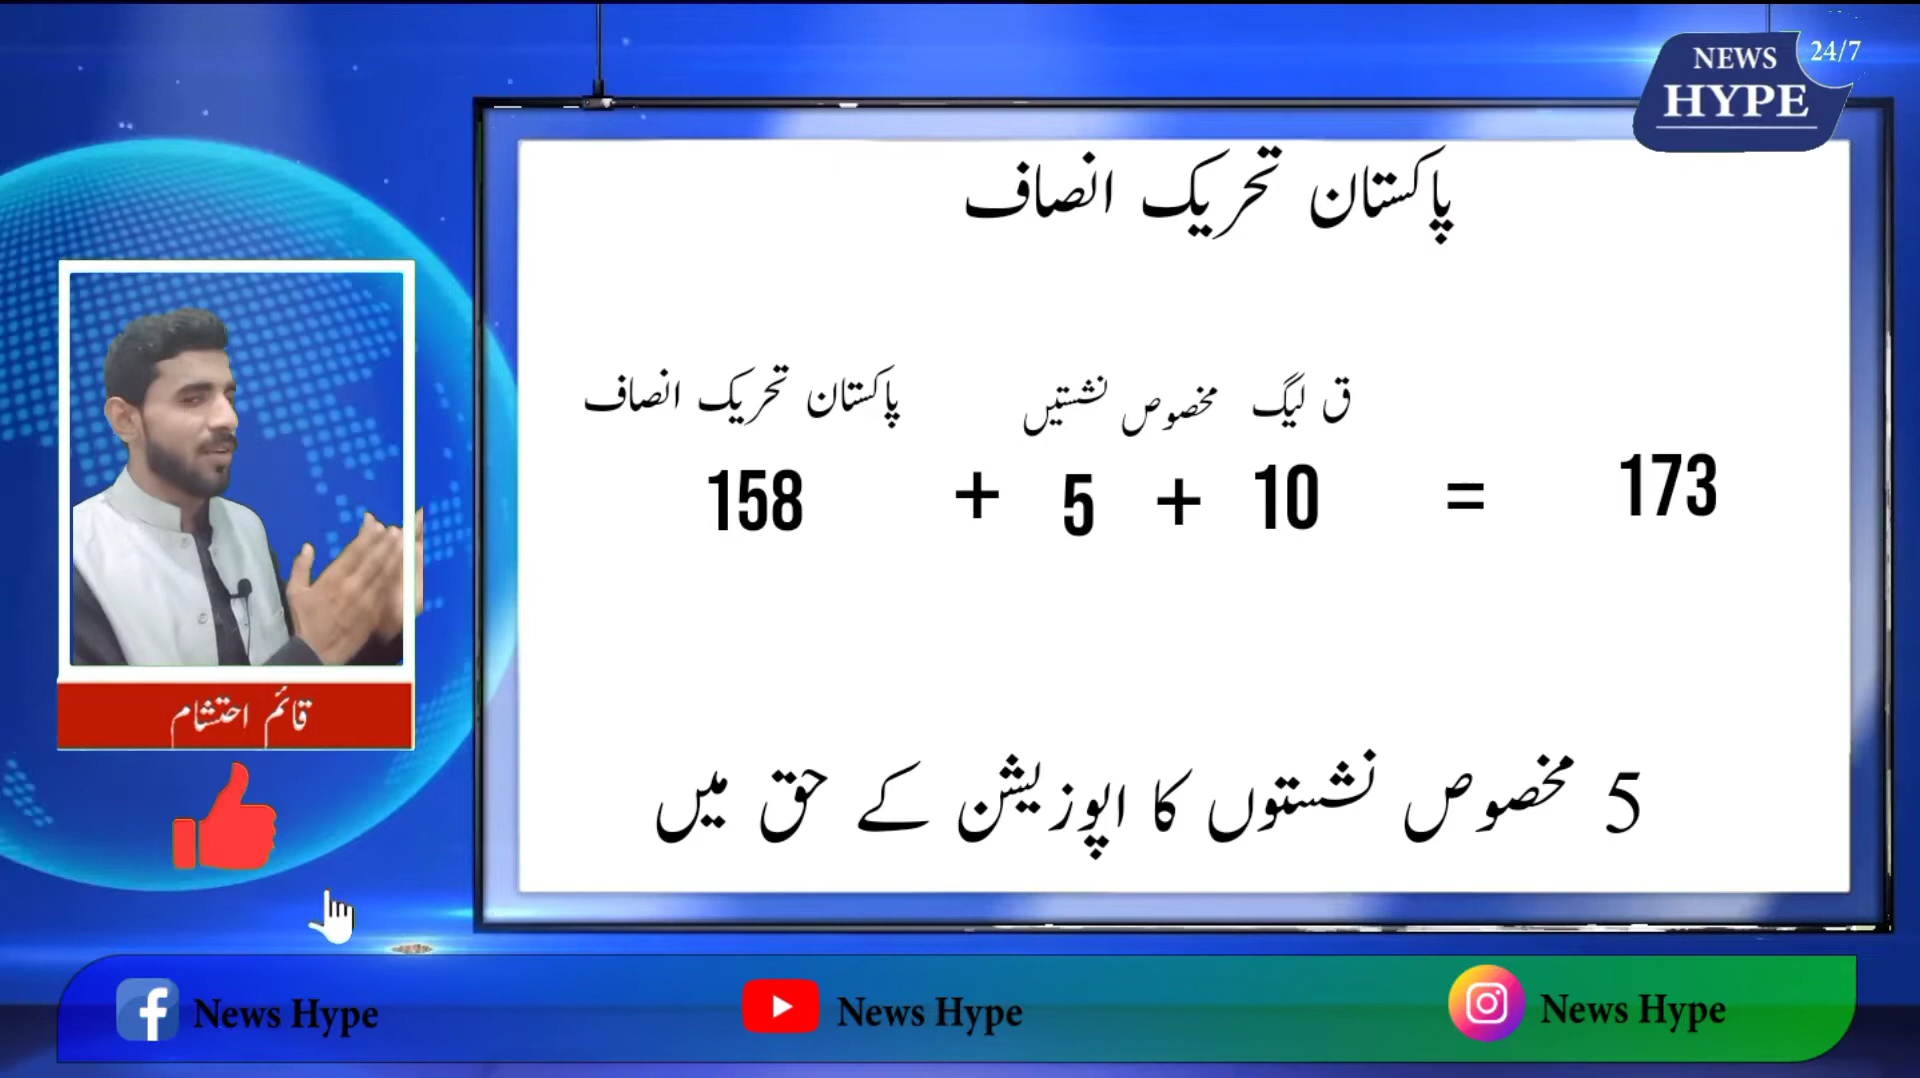 NEWS 24/7
HYPE
پاکستان تحریک انصاف
پاکستان تحریک انصاف مخصوص نشستیں ق لیگ
158 + 5 + 10 = 173
قائم احتشام
5 مخصوص نشستوں کا اپوزیشن کے حق میں
News Hype
News Hype
News Hype